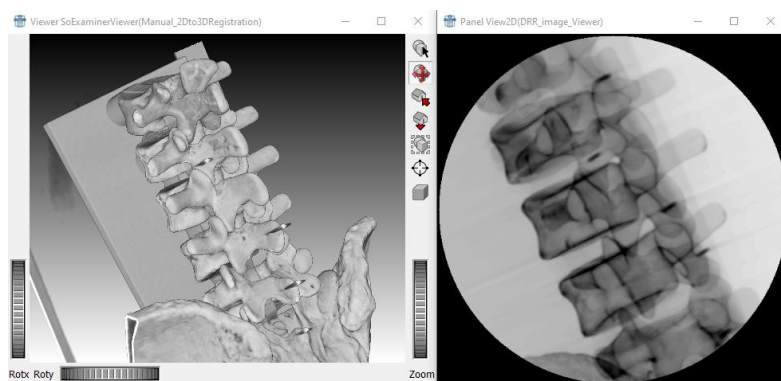 Viewer SoExaminerViewer(Manual_2Dto3DRegistration)
Panel View2D(DRR_image_Viewer)
Rotx Roty
Zoom